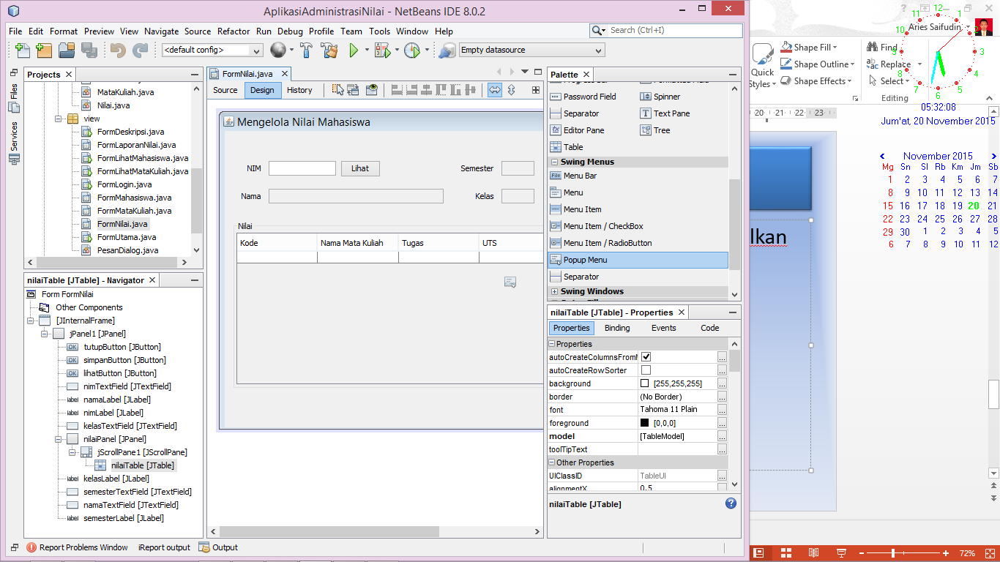 AplikasiAdministrasiNilai - NetBeans IDE 8.0.2
File Edit Format Preview View Navigate Source Refactor Run Debug Profile Team Tools Window Help
Search (Ctrl+I)
<default config>
Empty datasource
Files
Services
Projects
MataKuliah.java
Nilai.java
view
FormDeskripsi.java
FormLaporanNilai.java
FormLihatMahasiswa.java
FormLihatMataKuliah.java
FormLogin.java
FormMahasiswa.java
FormMataKuliah.java
FormNilai.java
FormUtama.java
PesanDialog.java
nilaiTable [JTable] - Navigator
Form FormNilai
Other Components
[JInternalFrame]
jPanel1 [JPanel]
tutupButton [JButton]
simpanButton [JButton]
lihatButton [JButton]
nimTextField [JTextField]
namaLabel [JLabel]
nimLabel [JLabel]
kelasTextField [JTextField]
nilaiPanel [JPanel]
jScrollPane1 [JScrollPane]
nilaiTable [JTable]
kelasLabel [JLabel]
semesterTextField [JTextField]
namaTextField [JTextField]
semesterLabel [JLabel]
FormNilai.java
Source Design History
Mengelola Nilai Mahasiswa
NIM Lihat Semester
Nama Kelas
Nilai
Kode Nama Mata Kuliah Tugas UTS
Palette
Password Field Spinner
Separator Text Pane
Editor Pane Tree
Table
Swing Menus
Menu Bar
Menu
Menu Item
Menu Item / CheckBox
Menu Item / RadioButton
Popup Menu
Separator
Swing Windows
nilaiTable [JTable] - Properties
Properties Binding Events Code
Properties
autoCreateColumnsFromM
autoCreateRowSorter
background [255,255,255]
border (No Border)
font Tahoma 11 Plain
foreground [0,0,0]
model [TableModel]
toolTipText
Other Properties
UIClassID TableUI
alignmentX 0.5
nilaiTable [JTable]
Report Problems Window iReport output Output
Aries Saifudin
Quick
Styles
Shape Fill
Shape Outline
Shape Effects
Find
Replace
Select
Editing
12 1 2 3 4 5 6 7 8 9 10 11
05:32:08
Jum'at, 20 November 2015
20 21 22 23
November 2015
Mg Sn Sl Rb Km Jm Sb
1 2 3 4 5 6 7
8 9 10 11 12 13 14
15 16 17 18 19 20 21
22 23 24 25 26 27 28
29 30 1 2 3 4 5
6 7 8 9 10 11 12
lkan
72%